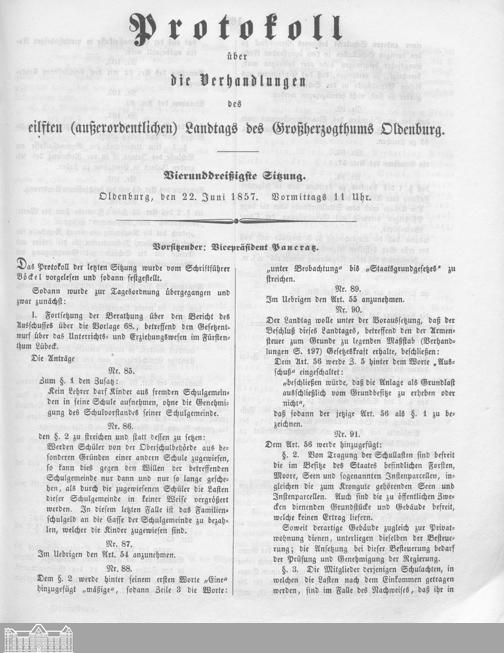 Protokoll
über
die Verhandlungen
des
eilften (außerordentlichen) Landtags des Großherzogthums Oldenburg.
Vierunddreißigste Sitzung.
Oldenburg, den 22. Juni 1857. Vormittags 11 Uhr.
Vorsitzender: Vicepräsident Pancratz.
Das Protokoll der letzten Sitzung wurde vom Schriftführer
Böckel vorgelesen und sodann festgestellt.
Sodann wurde zur Tagesordnung übergegangen und
zwar zunächst:
I. Fortsetzung der Berathung über den Bericht des
Ausschusses über die Vorlage 68., betreffend den Gesetzent-
wurf über das Unterrichts- und Erziehungswesen im Fürsten-
thum Lübeck.
Die Anträge
Nr. 85.
Zum §. 1 den Zusatz:
Kein Lehrer darf Kinder aus fremden Schulgemein-
den in seine Schule aufnehmen, ohne die Genehmi-
gung des Schulvorstandes seiner Schulgemeinde.
Nr. 86.
den §. 2 zu streichen und statt dessen zu setzen:
Werden Schüler von der Oberschulbehörde aus be-
sonderen Gründen einer andern Schule zugewiesen,
so kann dies gegen den Willen der betreffenden
Schulgemeinde nur dann und nur so lange gesche-
hen, als durch die zugewiesenen Schüler die Lasten
dieser Schulgemeinde in keiner Weise vergrößert
werden. In diesem letzten Falle ist das Familien-
schulgeld an die Casse der Schulgemeinde zu bezah-
len, welcher die Kinder zugewiesen sind.
Nr. 87.
Im Uebrigen den Art. 54 anzunehmen.
Nr. 88.
Dem §. 2 werde hinter seinem ersten Worte „Eine"
hinzugefügt „mäßige", sodann Zeile 3 die Worte:
„unter Beobachtung" bis „Staatsgrundgesetzes" zu
streichen.
Nr. 89.
Im Uebrigen den Art. 55 anzunehmen.
Nr. 90.
Der Landtag wolle unter der Voraussetzung, daß der
Beschluß dieses Landtages, betreffend den der Armen-
steuer zum Grunde zu legenden Maßstab (Verhand-
lungen S. 197) Gesetzeskraft erhalte, beschließen:
Dem Art. 56 werde Z. 5 hinter dem Worte „Aus-
schuß" eingeschaltet:
„beschließen würde, daß die Anlage als Grundlast
ausschließlich vom Grundbesitz zu erheben oder
nicht",
daß sodann der jetzige Art. 56 als §. 1 zu be-
zeichnen.
Nr. 91.
Dem Art. 56 werde hinzugefügt:
§. 2. Von Tragung der Schullasten sind befreit
die im Besitze des Staates befindlichen Forsten,
Moore, Seen und sogenannten Instenparcelen, im-
gleichen die zum Krongute gehörenden Seen und
Instenparcelen. Auch sind die zu öffentlichen Zwe-
cken dienenden Grundstücke und Gebäude befreit,
welche keinen Ertrag liefern.
Soweit derartige Gebäude zugleich zur Privat-
wohnung dienen, unterliegen dieselben der Besteue-
rung; die Ansetzung bei dieser Besteuerung bedarf
der Prüfung und Genehmigung der Regierung.
§. 3. Die Mitglieder derjenigen Schulachten, in
welchen die Lasten nach dem Einkommen getragen
werden, sind im Falle des Nachweises, daß ihr in